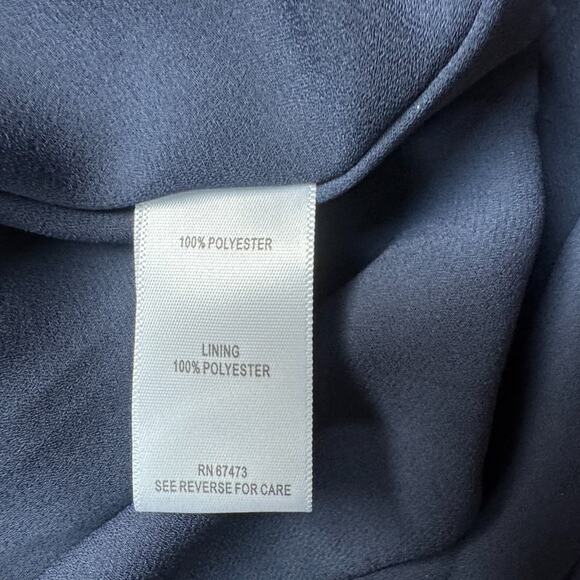 100% POLYESTER
LINING
100% POLYESTER
RN 67473
SEE REVERSE FOR CARE